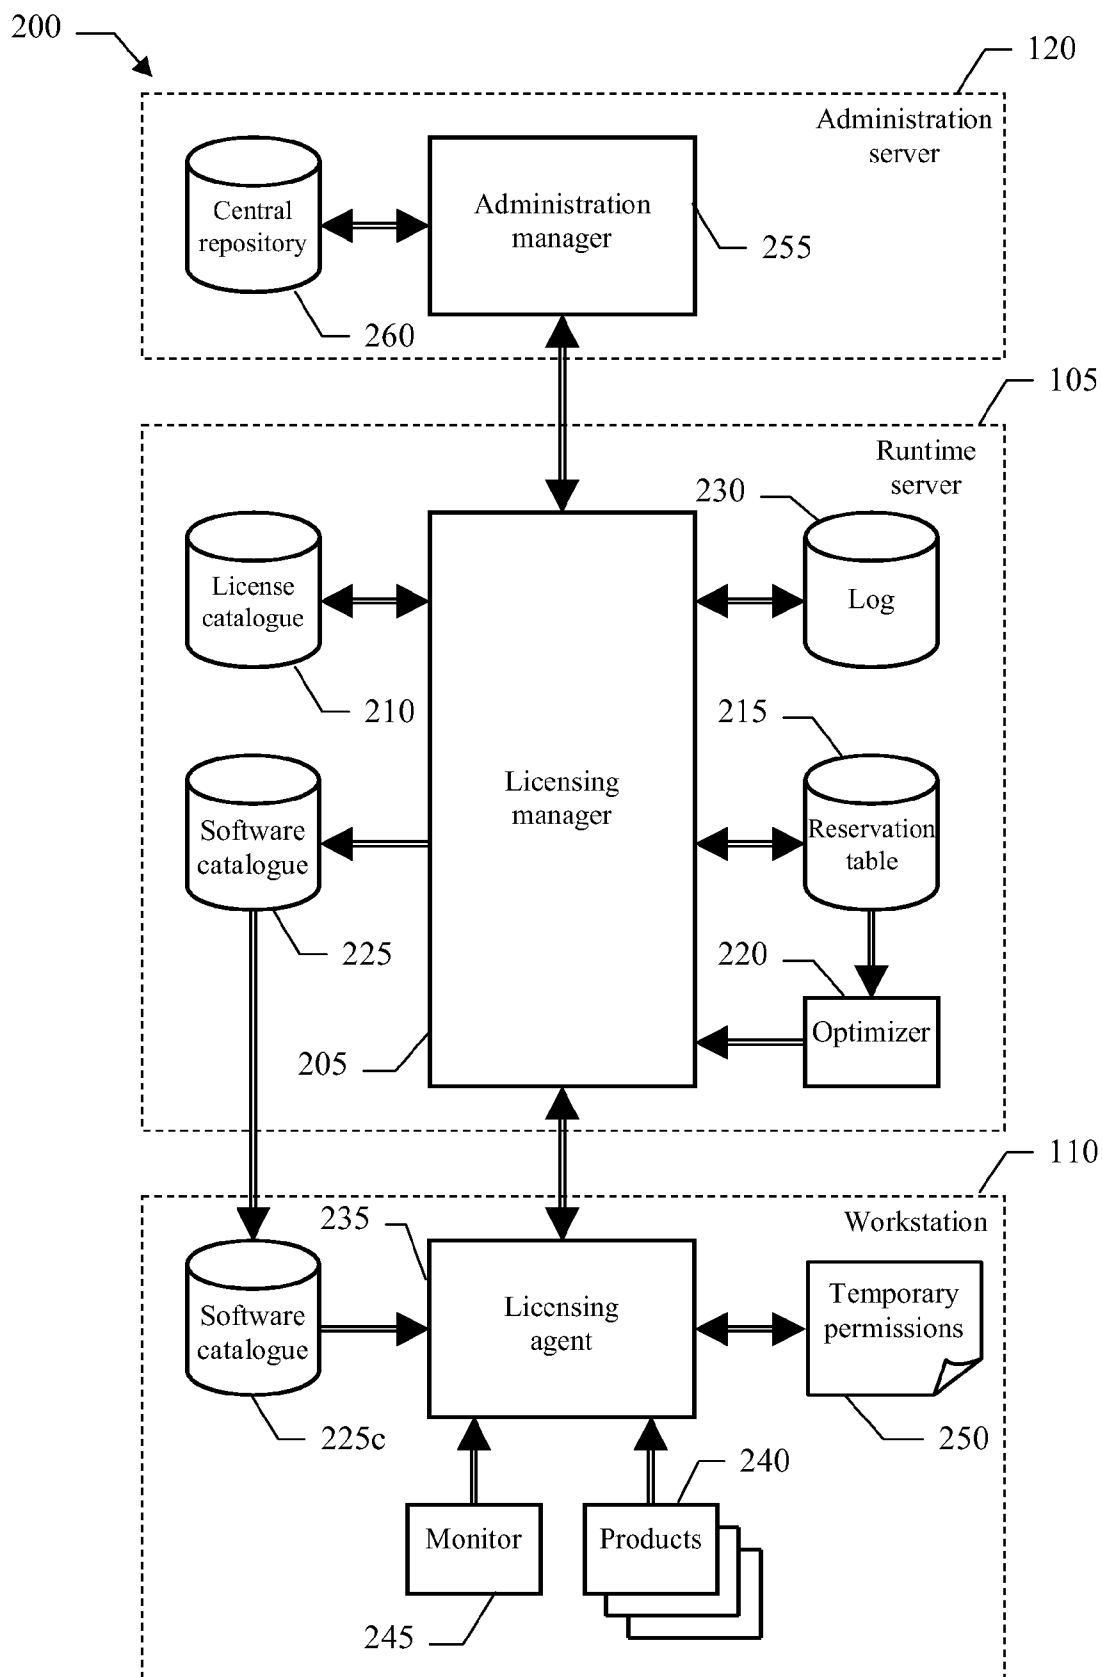 200
120
Administration
server
Central
repository
Administration
manager
255
260
105
Runtime
server
230
License
catalogue
Log
210
215
Licensing
manager
Software
catalogue
Reservation
table
225
220
Optimizer
205
110
Workstation
235
Software
catalogue
Licensing
agent
Temporary
permissions
225c
250
240
Monitor
Products
245